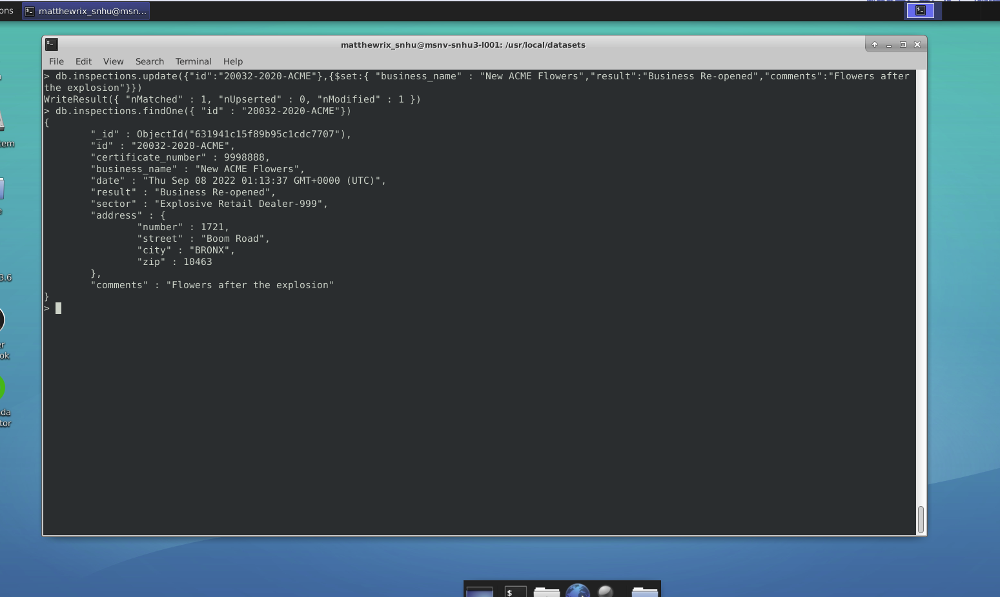 ons matthewrix_snhu@msn...
matthewrix_snhu@msnv-snhu3-l001: /usr/local/datasets
File Edit View Search Terminal Help
> db.inspections.update({"id":"20032-2020-ACME"},{$set:{ "business_name" : "New ACME Flowers","result":"Business Re-opened","comments":"Flowers after
the explosion"}})
WriteResult({ "nMatched" : 1, "nUpserted" : 0, "nModified" : 1 })
> db.inspections.findOne({ "id" : "20032-2020-ACME"})
{
"_id" : ObjectId("631941c15f89b95c1cdc7707"),
"id" : "20032-2020-ACME",
"certificate_number" : 9998888,
"business_name" : "New ACME Flowers",
"date" : "Thu Sep 08 2022 01:13:37 GMT+0000 (UTC)",
"result" : "Business Re-opened",
"sector" : "Explosive Retail Dealer-999",
"address" : {
"number" : 1721,
"street" : "Boom Road",
"city" : "BRONX",
"zip" : 10463
},
"comments" : "Flowers after the explosion"
}
>
tem
e
3.6
er
ok
da
tor